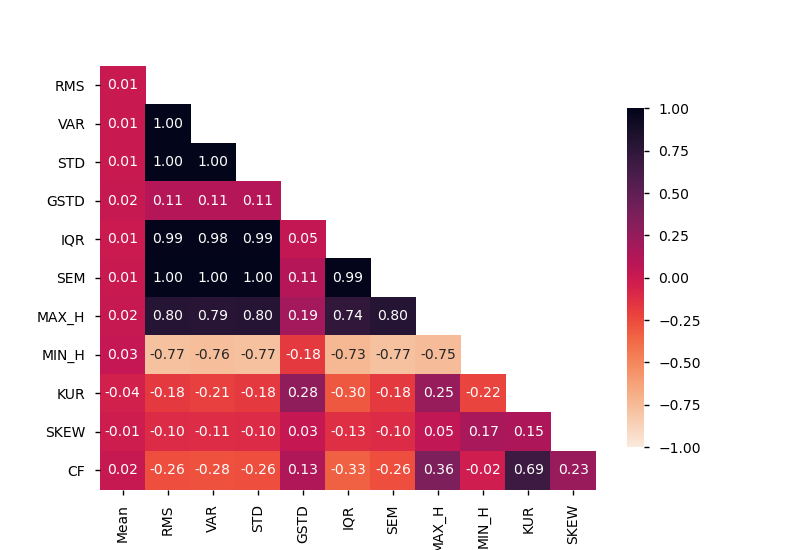 RMS 0.01
VAR 0.01 1.00
STD 0.01 1.00 1.00
GSTD 0.02 0.11 0.11 0.11
IQR 0.01 0.99 0.98 0.99 0.05
SEM 0.01 1.00 1.00 1.00 0.11 0.99
MAX_H 0.02 0.80 0.79 0.80 0.19 0.74 0.80
MIN_H 0.03 -0.77 -0.76 -0.77 -0.18 -0.73 -0.77 -0.75
KUR -0.04 -0.18 -0.21 -0.18 0.28 -0.30 -0.18 0.25 -0.22
SKEW -0.01 -0.10 -0.11 -0.10 0.03 -0.13 -0.10 0.05 0.17 0.15
CF 0.02 -0.26 -0.28 -0.26 0.13 -0.33 -0.26 0.36 -0.02 0.69 0.23
Mean RMS VAR STD GSTD IQR SEM MAX_H MIN_H KUR SKEW
1.00
0.75
0.50
0.25
0.00
−0.25
−0.50
−0.75
−1.00